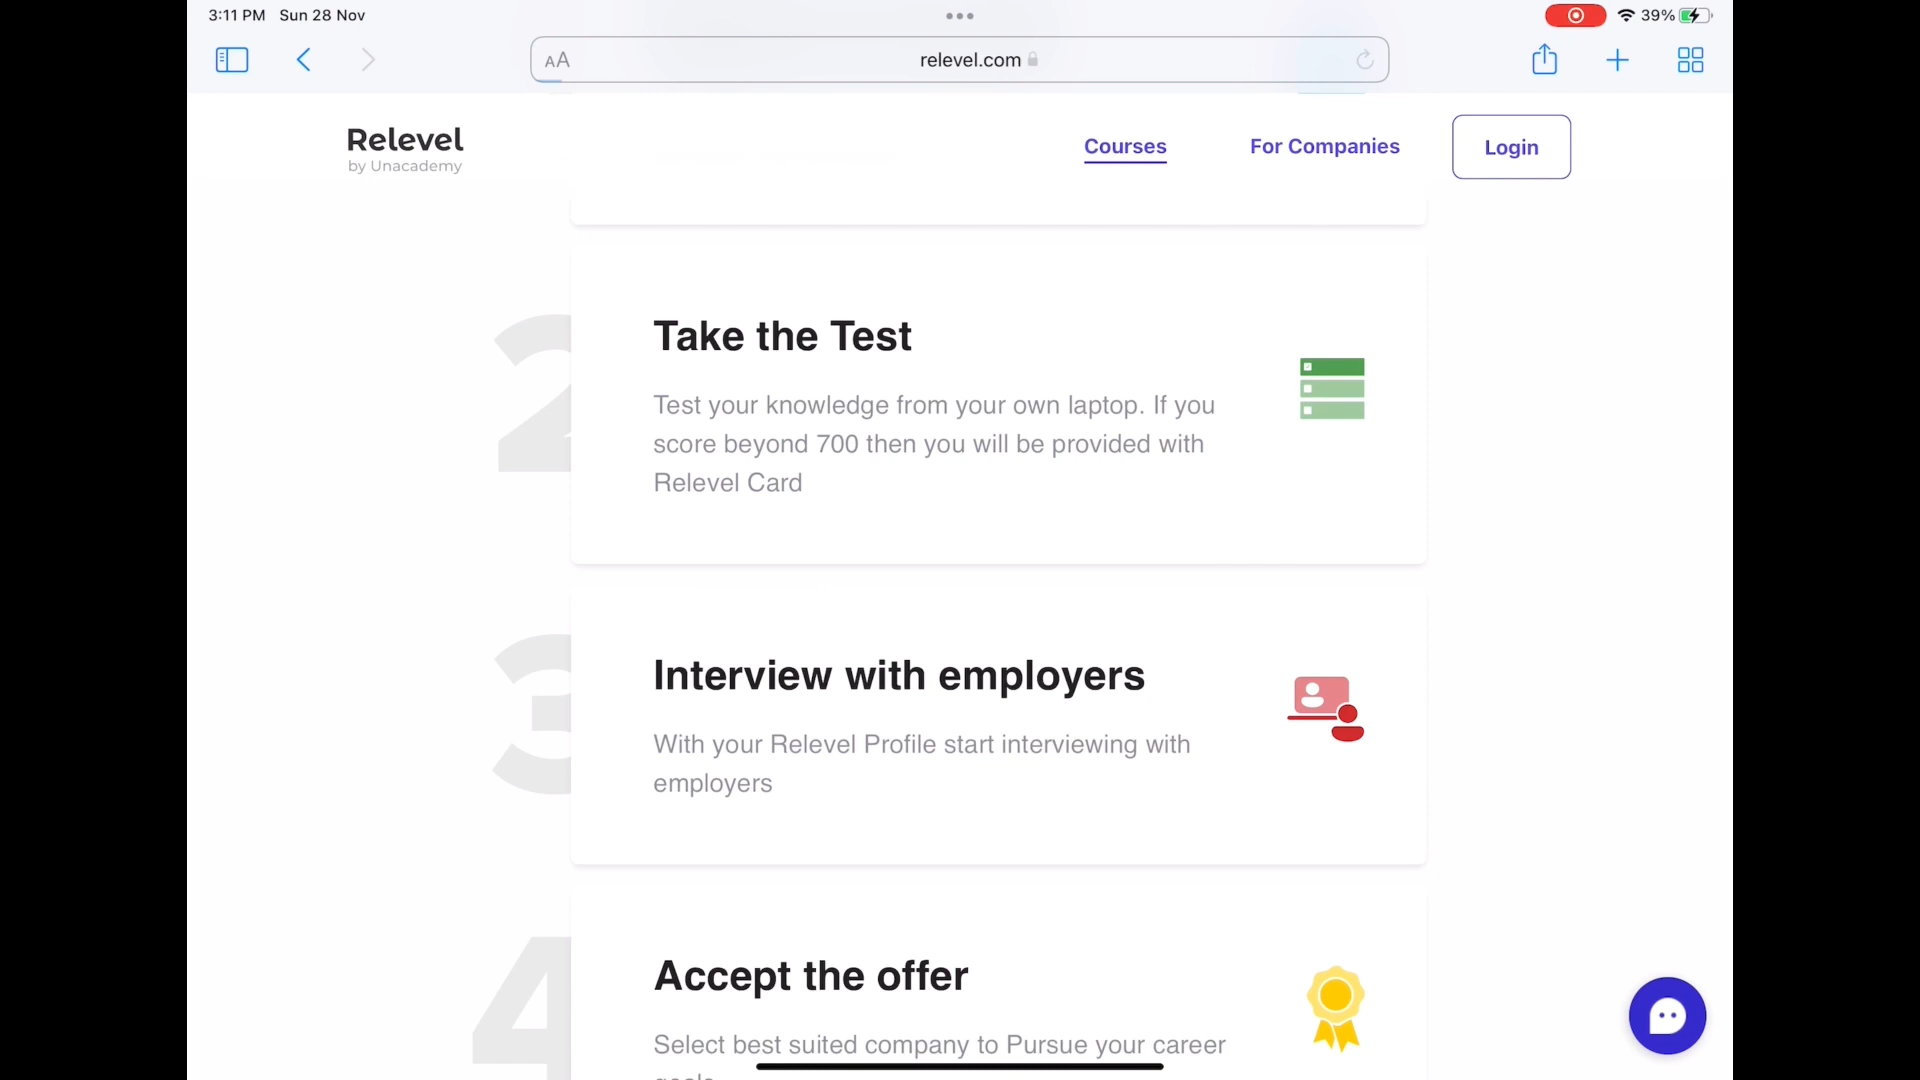 3:11 PM Sun 28 Nov
39%
AA
relevel.com
Relevel
by Unacademy
Courses
For Companies
Login
2
Take the Test
Test your knowledge from your own laptop. If you
score beyond 700 then you will be provided with
Relevel Card
3
Interview with employers
With your Relevel Profile start interviewing with
employers
4
Accept the offer
Select best suited company to Pursue your career